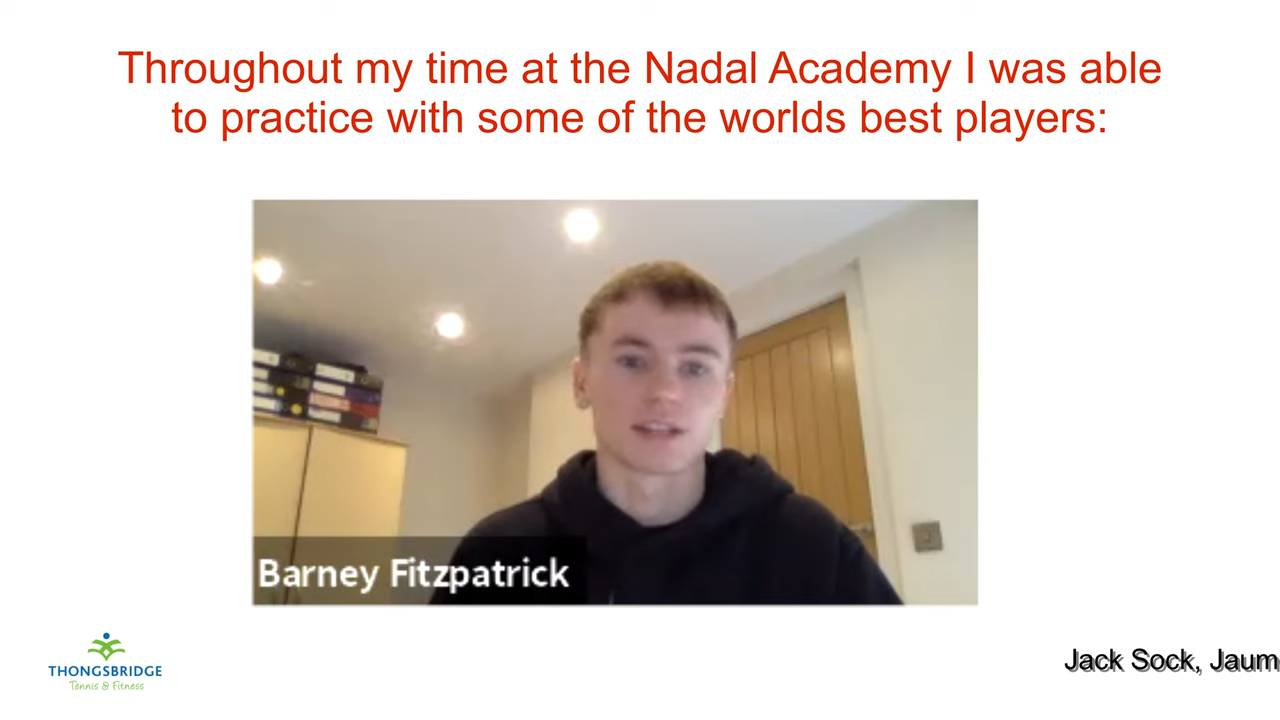 Throughout my time at the Nadal Academy I was able
to practice with some of the worlds best players:
Barney Fitzpatrick
THONGSBRIDGE
Tennis & Fitness
Jack Sock, Jaum